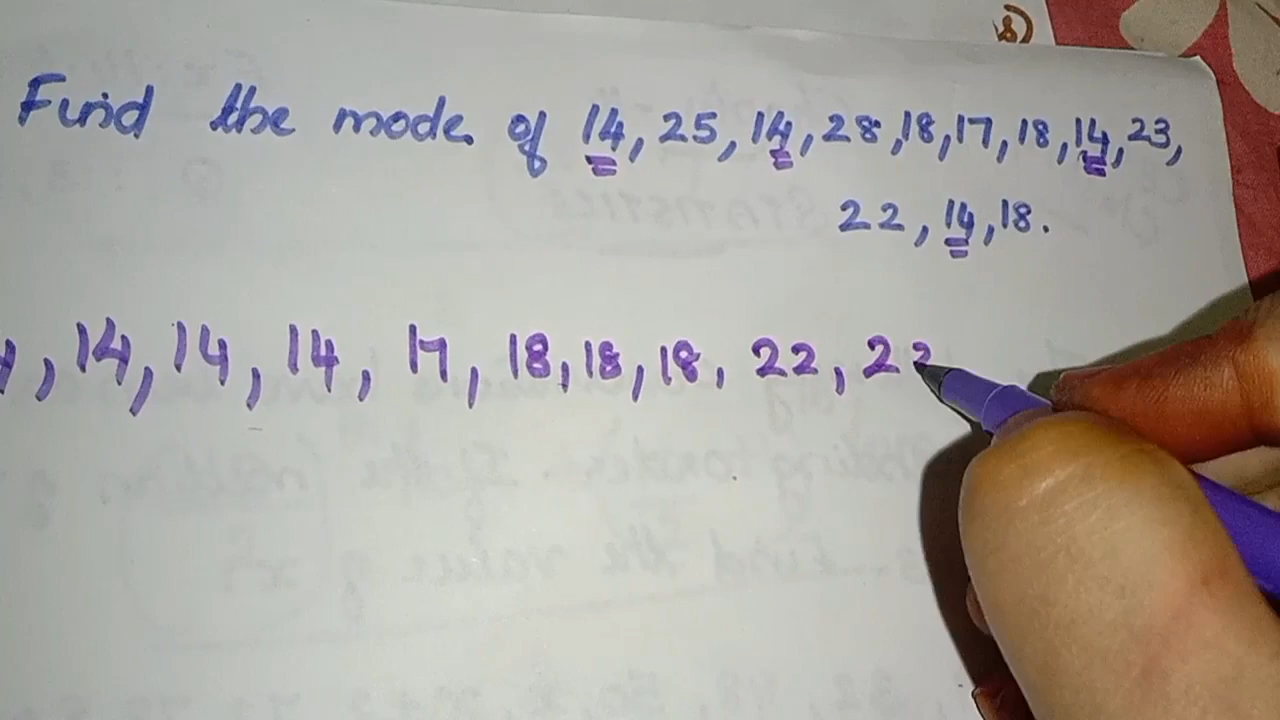 Find the mode of 14, 25, 14, 28, 18, 17, 18, 14, 23,
22, 14, 18.
, 14, 14, 14, 17, 18, 18, 18, 22, 23